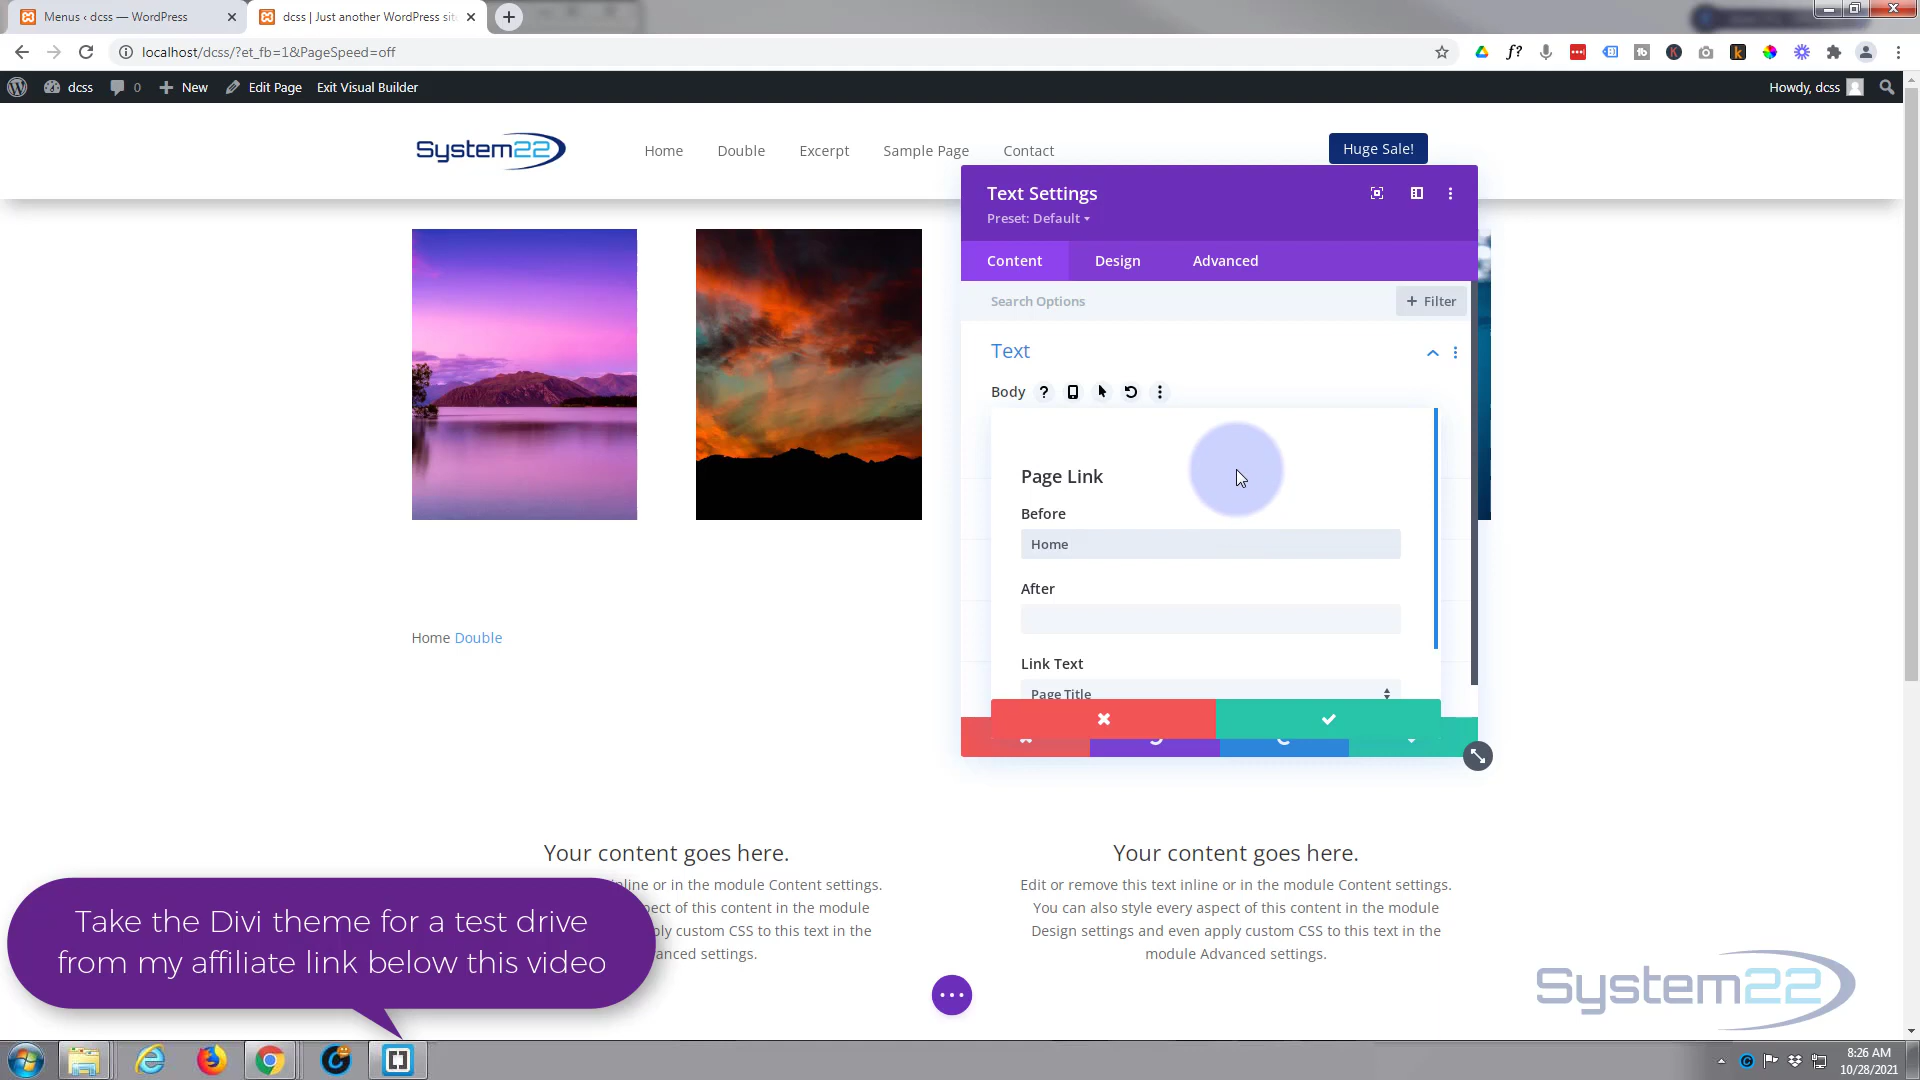 Menus ‹ dcss — WordPress
dcss | Just another WordPress site
localhost/dcss/?et_fb=1&PageSpeed=off
dcss
0
New
Edit Page
Exit Visual Builder
Howdy, dcss
System22
Home
Double
Excerpt
Sample Page
Contact
Huge Sale!
Text Settings
Preset: Default
Content
Design
Advanced
Search Options
+ Filter
Text
Body
Page Link
Before
Home
After
Link Text
Page Title
Home Double
Your content goes here.
inline or in the module Content settings.
pect of this content in the module
ply custom CSS to this text in the
anced settings.
Your content goes here.
Edit or remove this text inline or in the module Content settings.
You can also style every aspect of this content in the module
Design settings and even apply custom CSS to this text in the
module Advanced settings.
Take the Divi theme for a test drive
from my affiliate link below this video
System22
8:26 AM
10/28/2021